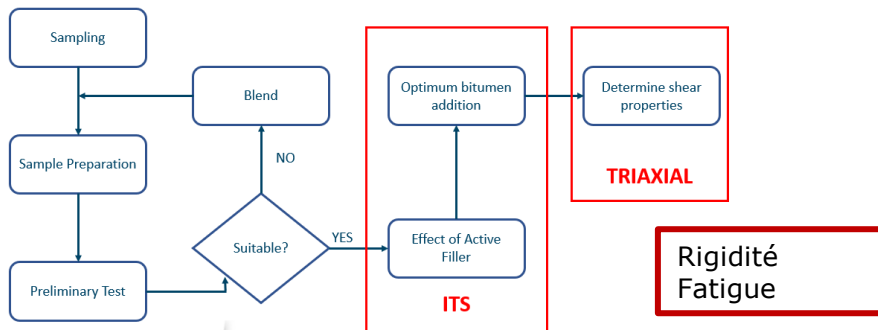 Sampling
Blend
Sample Preparation
NO
Preliminary Test
Suitable?
YES
Optimum bitumen
addition
Effect of Active
Filler
ITS
Determine shear
properties
TRIAXIAL
Rigidité
Fatigue